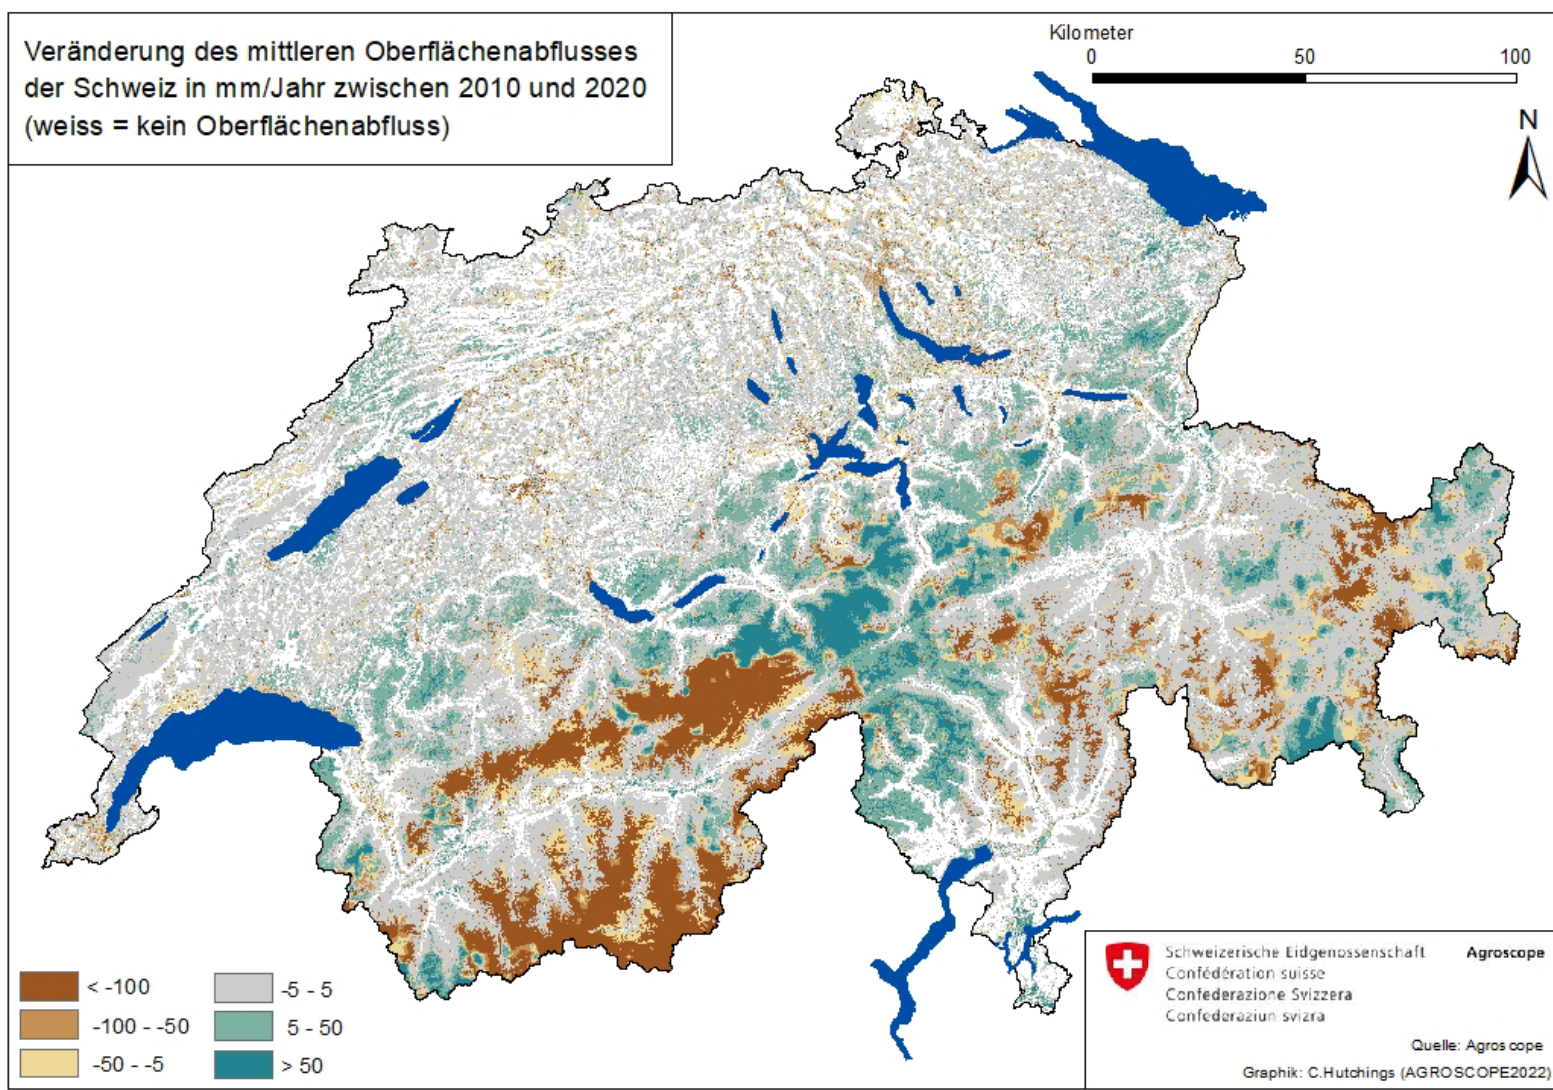 Veränderung des mittleren Oberflächenabflusses
der Schweiz in mm/Jahr zwischen 2010 und 2020
(weiss = kein Oberflächenabfluss)
Kilometer
0 50 100
N
< -100
-100 - -50
-50 - -5
-5 - 5
5 - 50
> 50
Schweizerische Eidgenossenschaft
Confédération suisse
Confederazione Svizzera
Confederaziun svizra
Agroscope
Quelle: Agroscope
Graphik: C.Hutchings (AGROSCOPE2022)